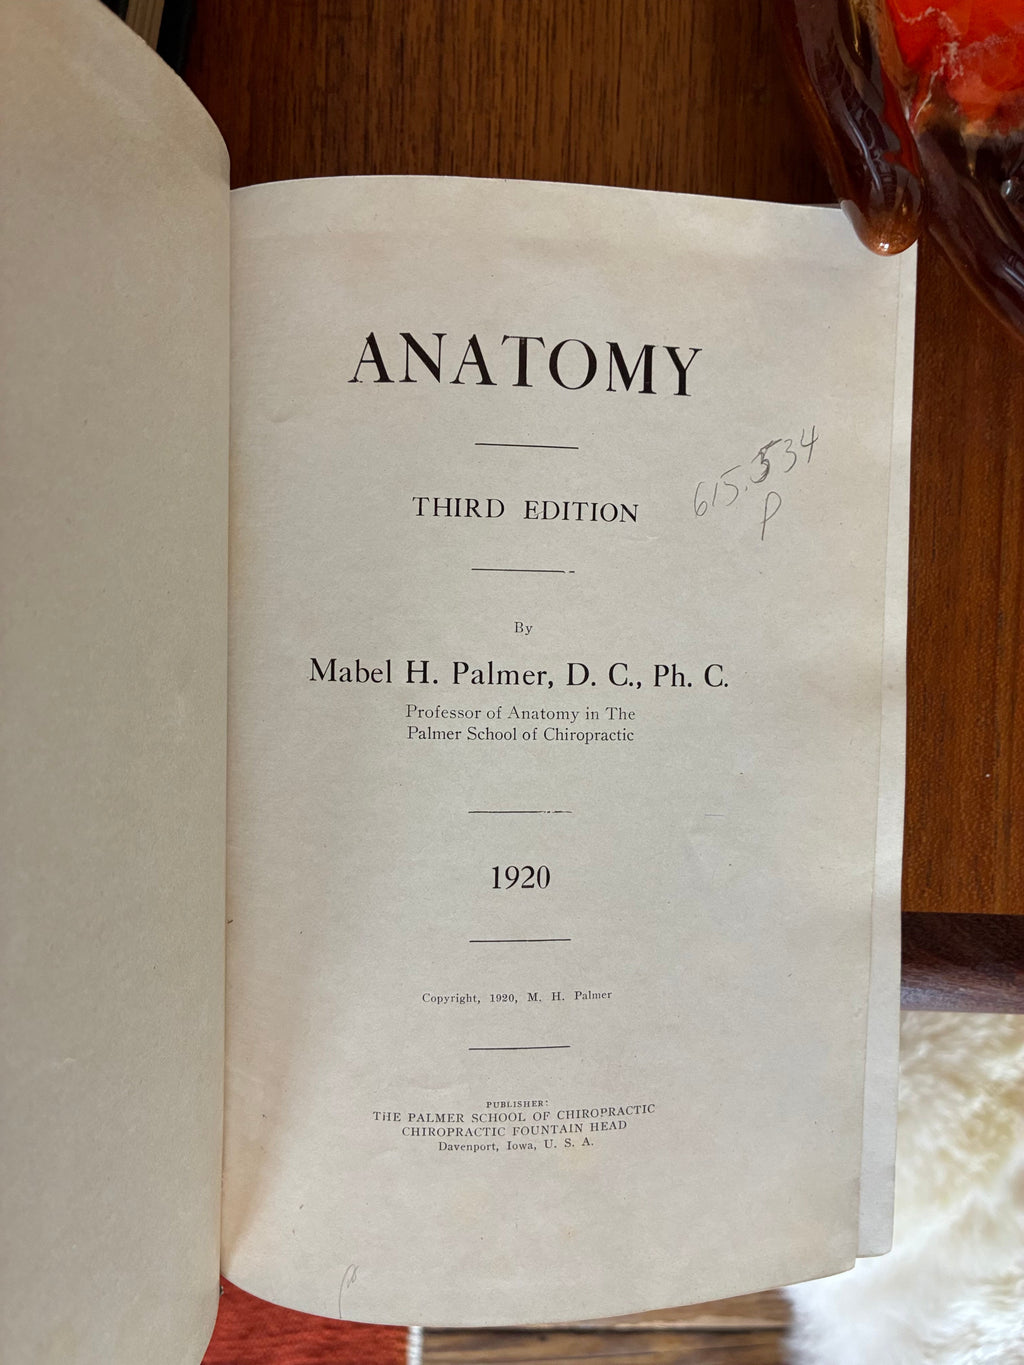 ANATOMY
THIRD EDITION
615.534
P
By
Mabel H. Palmer, D. C., Ph. C.
Professor of Anatomy in The
Palmer School of Chiropractic
1920
Copyright, 1920, M. H. Palmer
PUBLISHER:
THE PALMER SCHOOL OF CHIROPRACTIC
CHIROPRACTIC FOUNTAIN HEAD
Davenport, Iowa, U. S. A.